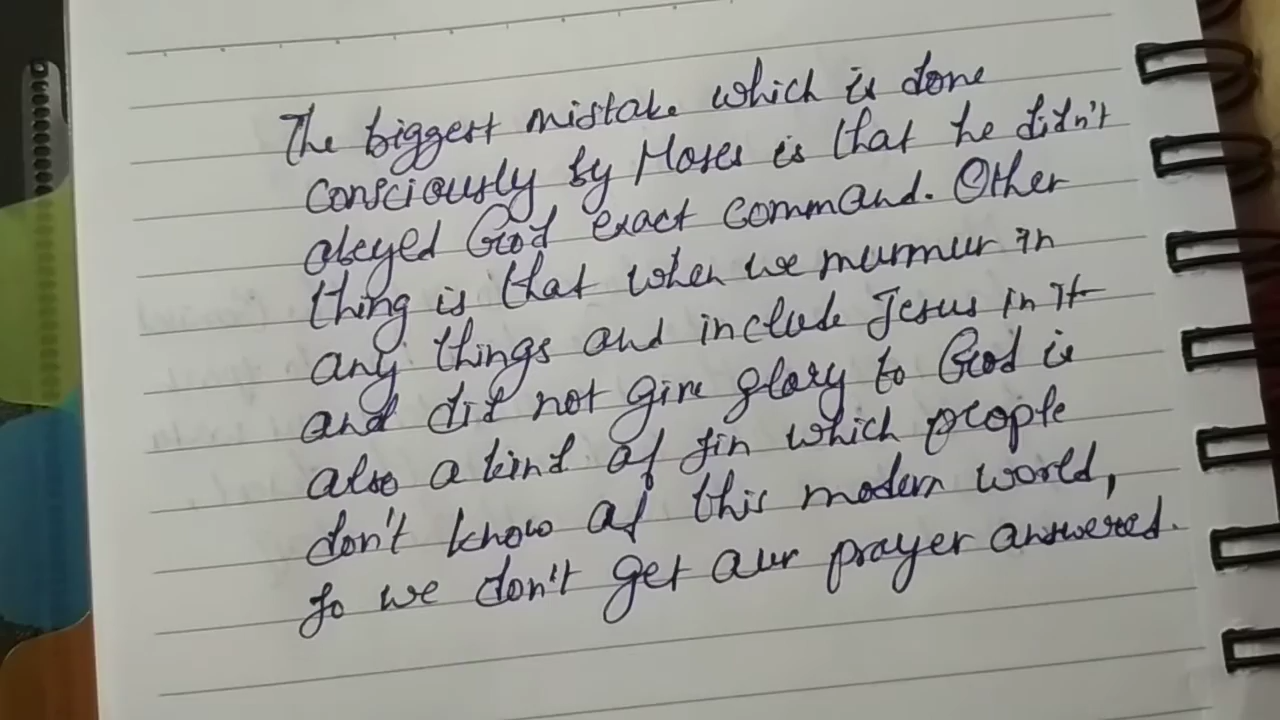 The biggest mistake which is done
consciously by Moses is that he didn't
obeyed God exact command. Other
thing is that when we murmur in
any things and include Jesus in it
and did not give glory to God is
also a kind of sin which people
don't know of this modern world,
so we don't get our prayer answered.